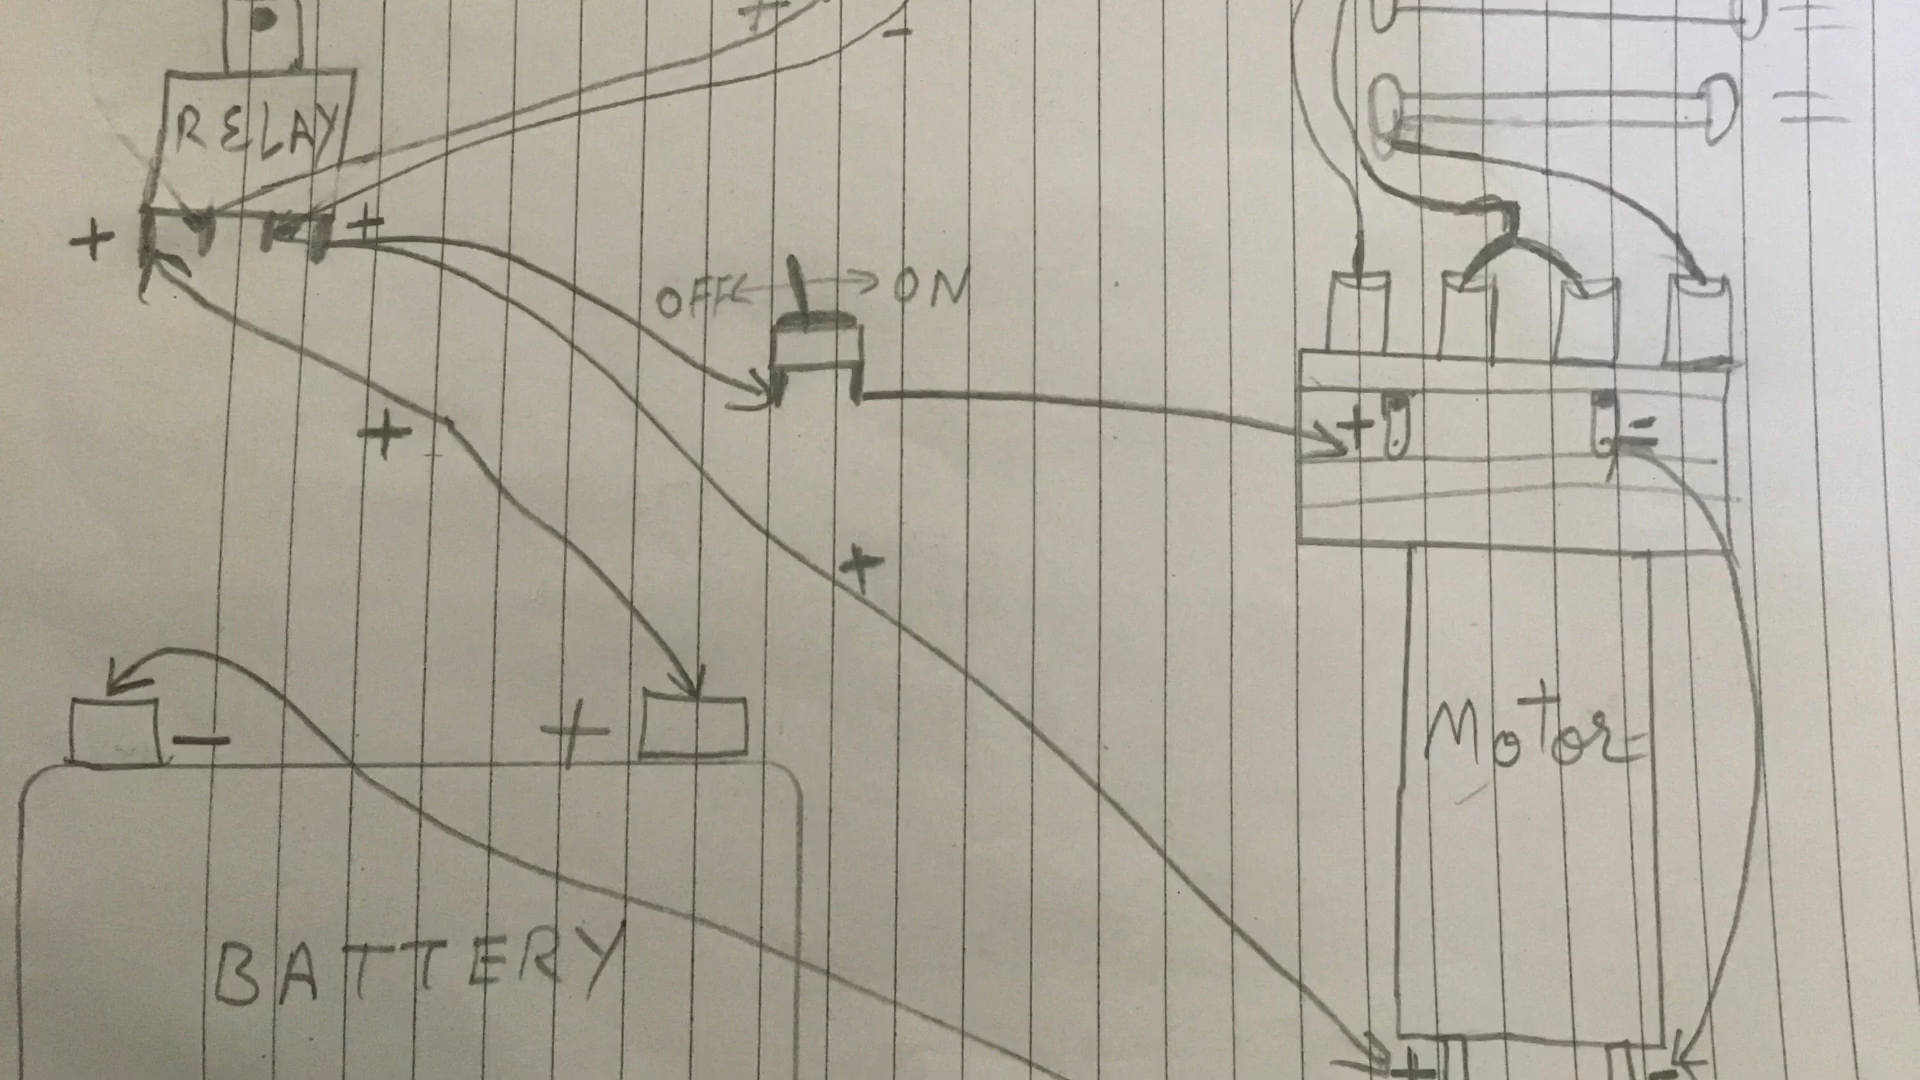 +
-
RELAY
+
+
OFF
ON
+
-
+
+
-
+
Motor
BATTERY
+
-